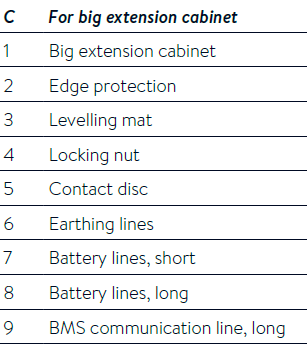 C For big extension cabinet
1 Big extension cabinet
2 Edge protection
3 Levelling mat
4 Locking nut
5 Contact disc
6 Earthing lines
7 Battery lines, short
8 Battery lines, long
9 BMS communication line, long